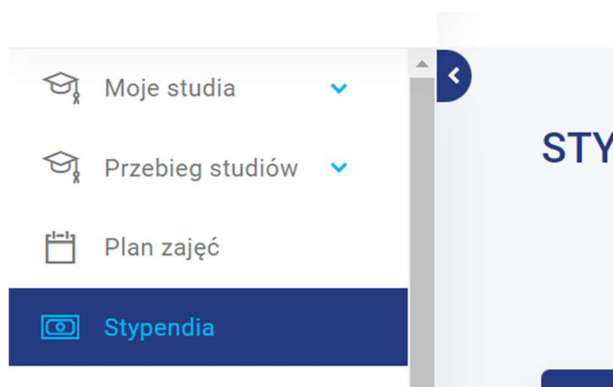 Moje studia
Przebieg studiów
Plan zajęć
Stypendia
STY